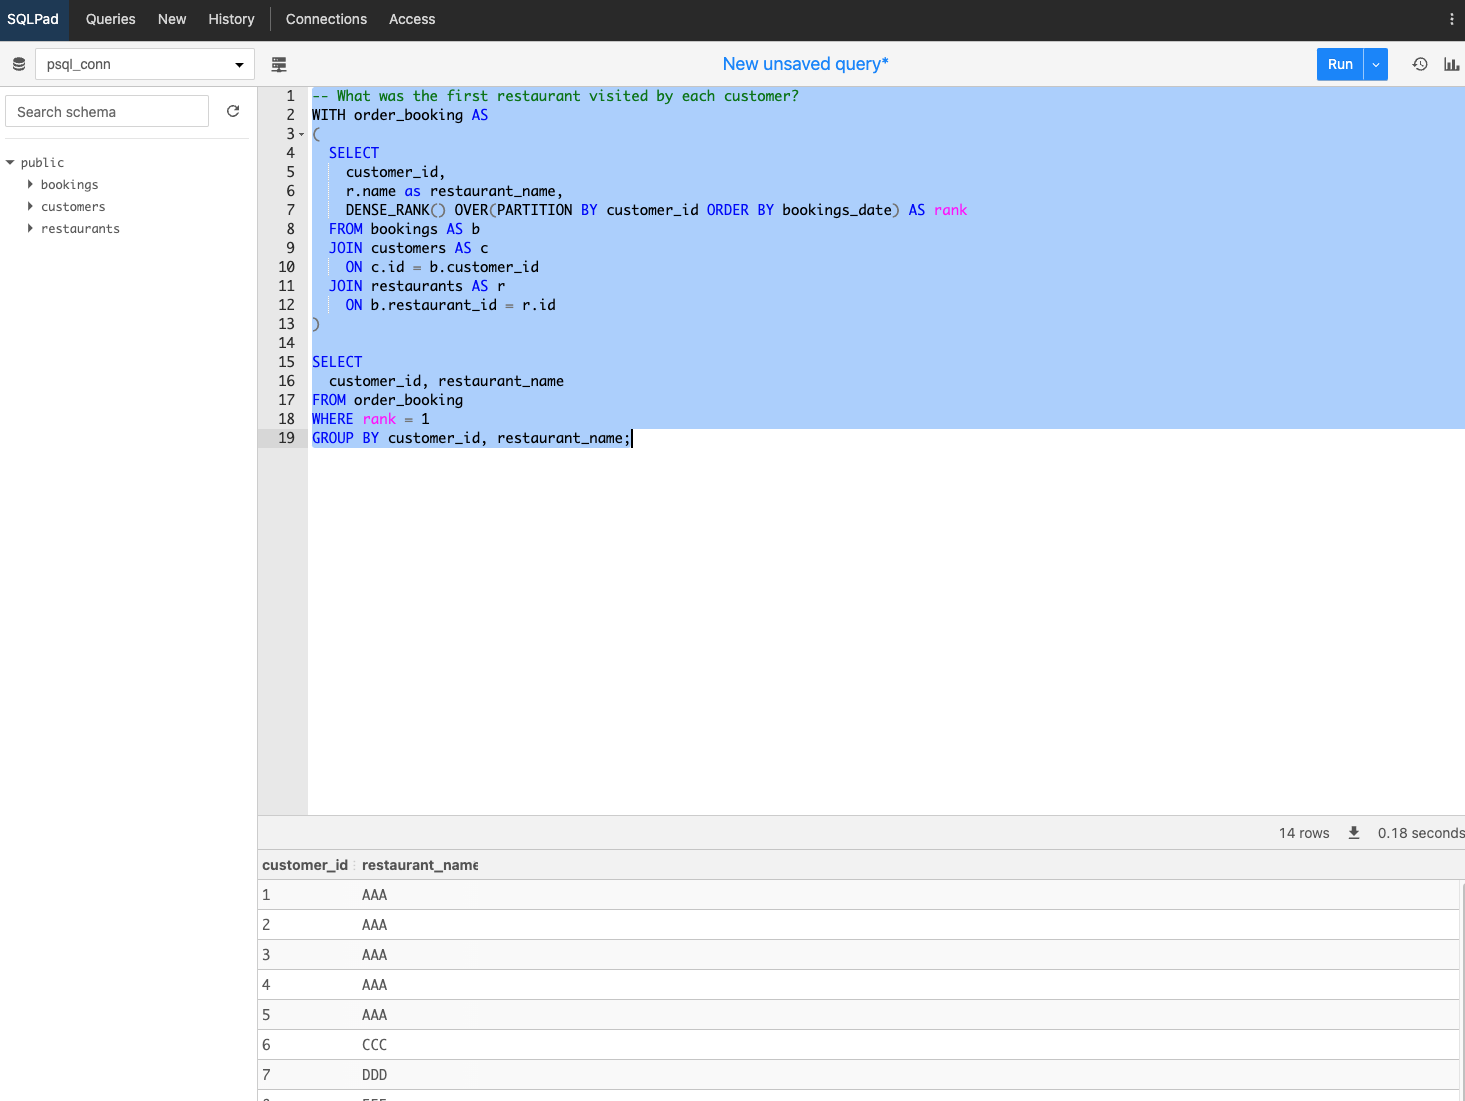 SQLPad Queries New History Connections Access
psql_conn New unsaved query* Run
Search schema
public
bookings
customers
restaurants
1 -- What was the first restaurant visited by each customer?
2 WITH order_booking AS
3 (
4 SELECT
5 customer_id,
6 r.name as restaurant_name,
7 DENSE_RANK() OVER(PARTITION BY customer_id ORDER BY bookings_date) AS rank
8 FROM bookings AS b
9 JOIN customers AS c
10 ON c.id = b.customer_id
11 JOIN restaurants AS r
12 ON b.restaurant_id = r.id
13 )
14
15 SELECT
16 customer_id, restaurant_name
17 FROM order_booking
18 WHERE rank = 1
19 GROUP BY customer_id, restaurant_name;
14 rows 0.18 seconds
customer_id restaurant_name
1 AAA
2 AAA
3 AAA
4 AAA
5 AAA
6 CCC
7 DDD